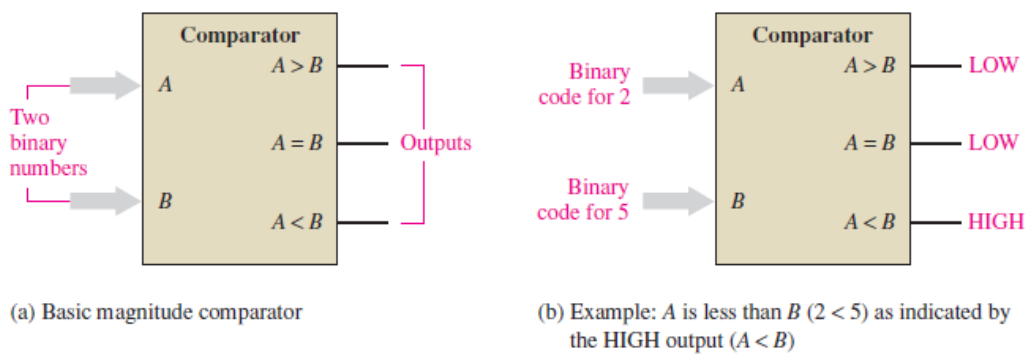 Comparator
A > B
A
Two
binary
numbers
A = B
Outputs
B
A < B
(a) Basic magnitude comparator
Comparator
A > B
LOW
Binary
code for 2
A
A = B
LOW
Binary
code for 5
B
A < B
HIGH
(b) Example: A is less than B (2 < 5) as indicated by
the HIGH output (A < B)